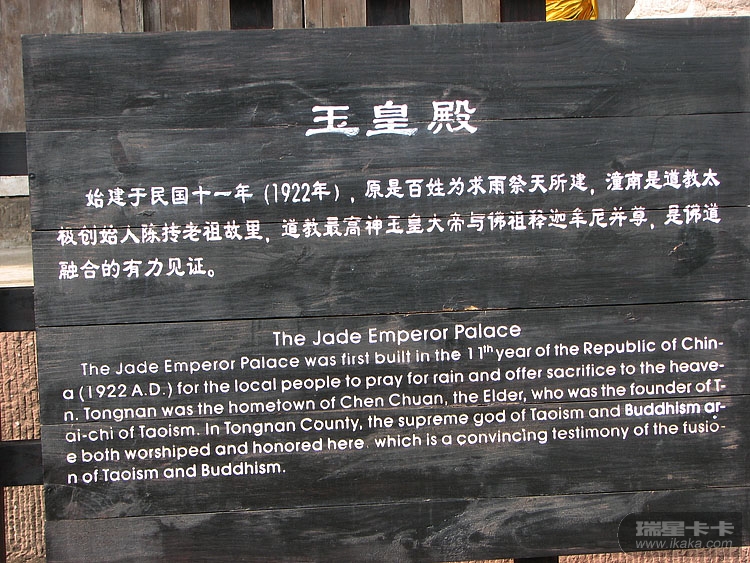 玉皇殿
始建于民国十一年（1922年），原是百姓为求雨祭天所建，潼南是道教太
极创始人陈抟老祖故里，道教最高神玉皇大帝与佛祖释迦牟尼并尊，是佛道
融合的有力见证。
The Jade Emperor Palace
The Jade Emperor Palace was first built in the 11th year of the Republic of Chin-
a (1922 A.D.) for the local people to pray for rain and offer sacrifice to the heave-
n. Tongnan was the hometown of Chen Chuan, the Elder, who was the founder of T-
ai-chi of Taoism. In Tongnan County, the supreme god of Taoism and Buddhism ar-
e both worshiped and honored here, which is a convincing testimony of the fusio-
n of Taoism and Buddhism.
瑞星卡卡
www.ikaka.com